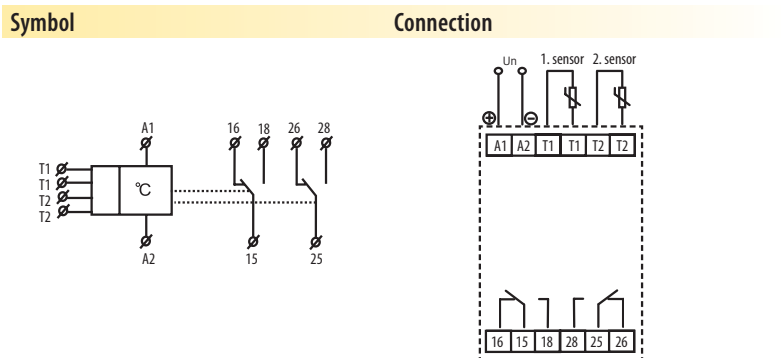 Symbol Connection
Un 1. sensor 2. sensor
⊕ ⊖
A1 A2 T1 T1 T2 T2
A1 16 18 26 28
T1
T1
T2
T2
°C
A2 15 25
16 15 18 28 25 26